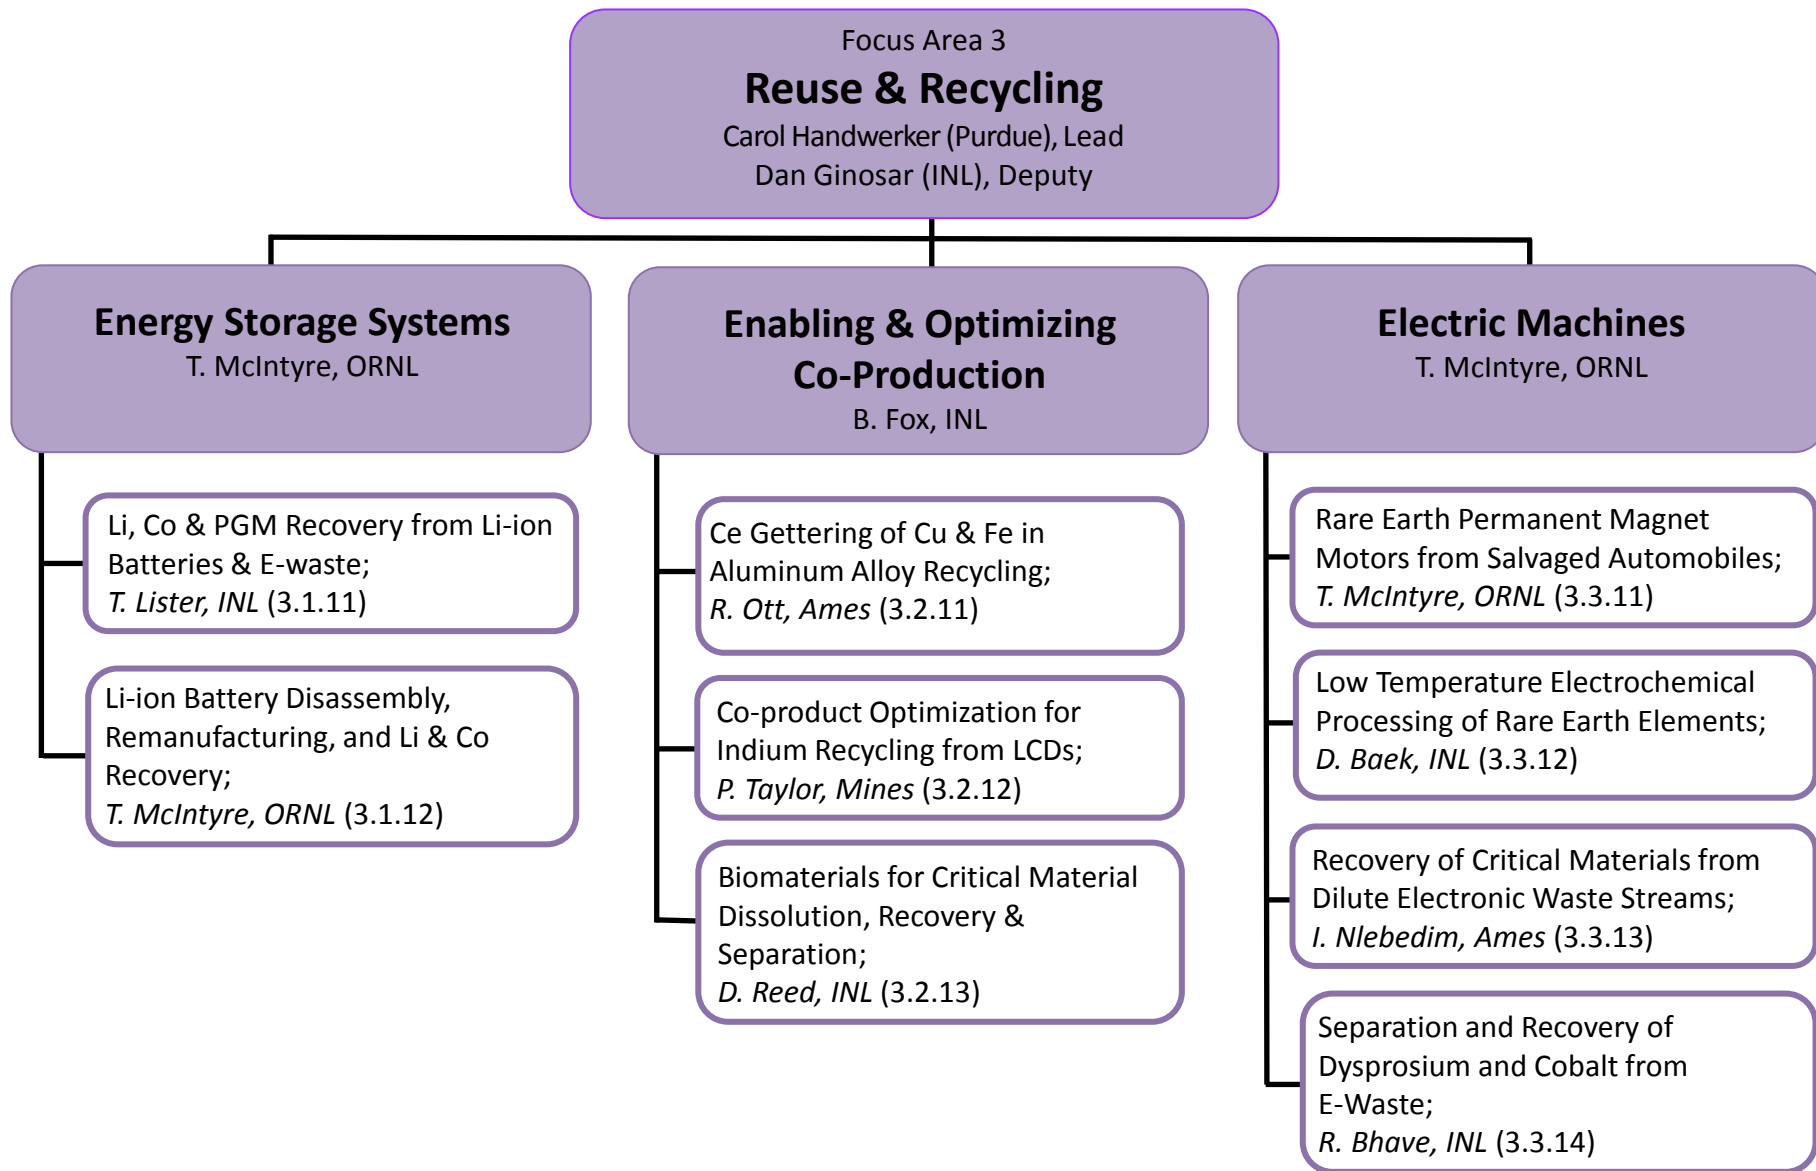 Focus Area 3
Reuse & Recycling
Carol Handwerker (Purdue), Lead
Dan Ginosar (INL), Deputy
Energy Storage Systems
T. McIntyre, ORNL
Li, Co & PGM Recovery from Li-ion
Batteries & E-waste;
T. Lister, INL (3.1.11)
Li-ion Battery Disassembly,
Remanufacturing, and Li & Co
Recovery;
T. McIntyre, ORNL (3.1.12)
Enabling & Optimizing
Co-Production
B. Fox, INL
Ce Gettering of Cu & Fe in
Aluminum Alloy Recycling;
R. Ott, Ames (3.2.11)
Co-product Optimization for
Indium Recycling from LCDs;
P. Taylor, Mines (3.2.12)
Biomaterials for Critical Material
Dissolution, Recovery &
Separation;
D. Reed, INL (3.2.13)
Electric Machines
T. McIntyre, ORNL
Rare Earth Permanent Magnet
Motors from Salvaged Automobiles;
T. McIntyre, ORNL (3.3.11)
Low Temperature Electrochemical
Processing of Rare Earth Elements;
D. Baek, INL (3.3.12)
Recovery of Critical Materials from
Dilute Electronic Waste Streams;
I. Nlebedim, Ames (3.3.13)
Separation and Recovery of
Dysprosium and Cobalt from
E-Waste;
R. Bhave, INL (3.3.14)